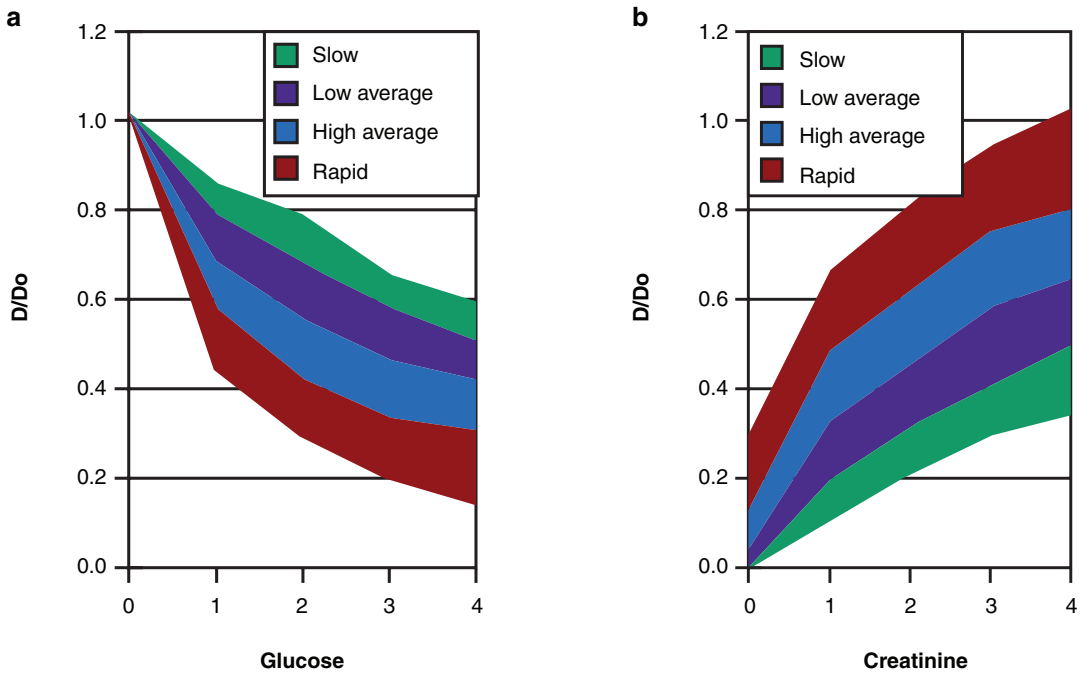 a
1.2
1.0
0.8
0.6
0.4
0.2
0.0
D/Do
0 1 2 3 4
Glucose
Slow
Low average
High average
Rapid
b
1.2
1.0
0.8
0.6
0.4
0.2
0.0
D/Do
0 1 2 3 4
Creatinine
Slow
Low average
High average
Rapid